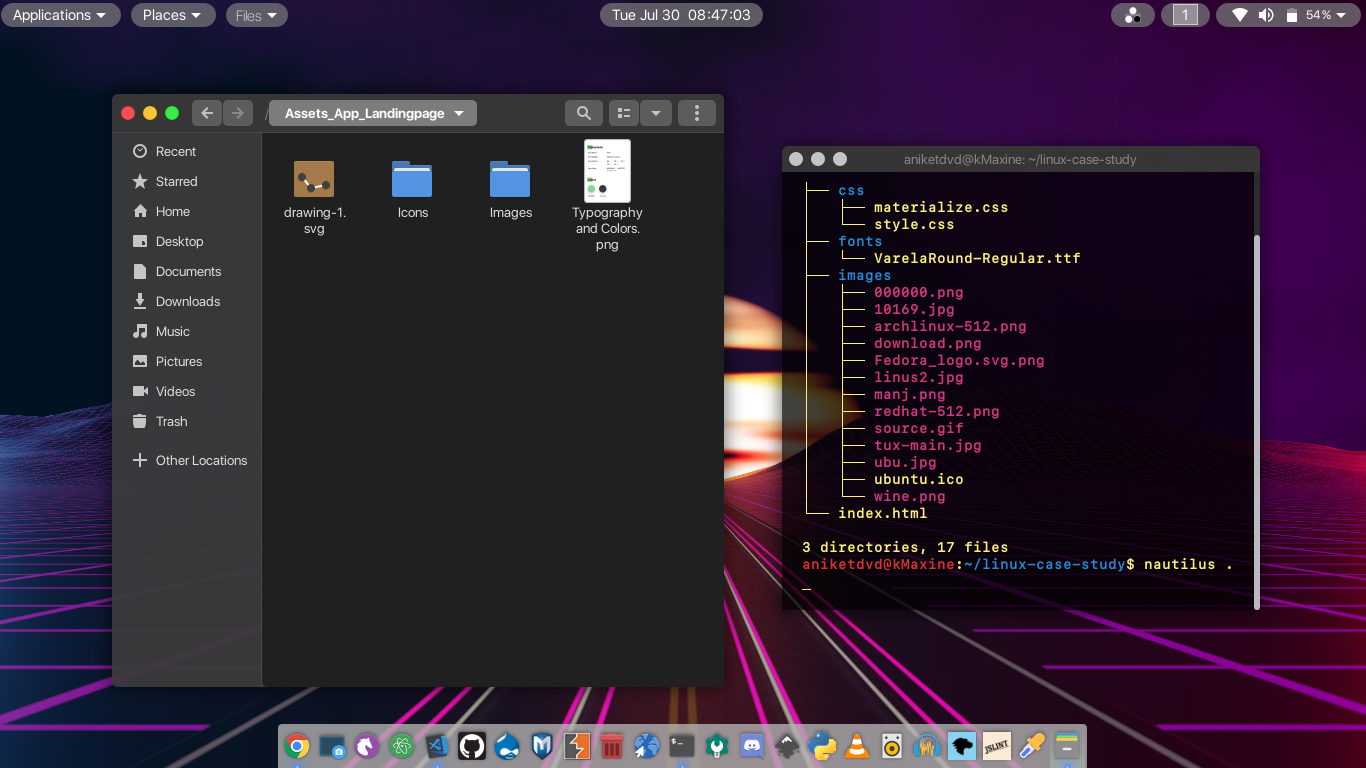 Applications
Places
Files
Tue Jul 30 08:47:03
1
54%
/
Assets_App_Landingpage
Recent
Starred
Home
Desktop
Documents
Downloads
Music
Pictures
Videos
Trash
Other Locations
drawing-1.
svg
Icons
Images
Typography
and Colors.
png
aniketdvd@kMaxine: ~/linux-case-study
css
materialize.css
style.css
fonts
VarelaRound-Regular.ttf
images
000000.png
10169.jpg
archlinux-512.png
download.png
Fedora_logo.svg.png
linus2.jpg
manj.png
redhat-512.png
source.gif
tux-main.jpg
ubu.jpg
ubuntu.ico
wine.png
index.html
3 directories, 17 files
aniketdvd@kMaxine:~/linux-case-study$ nautilus .
JSLINT